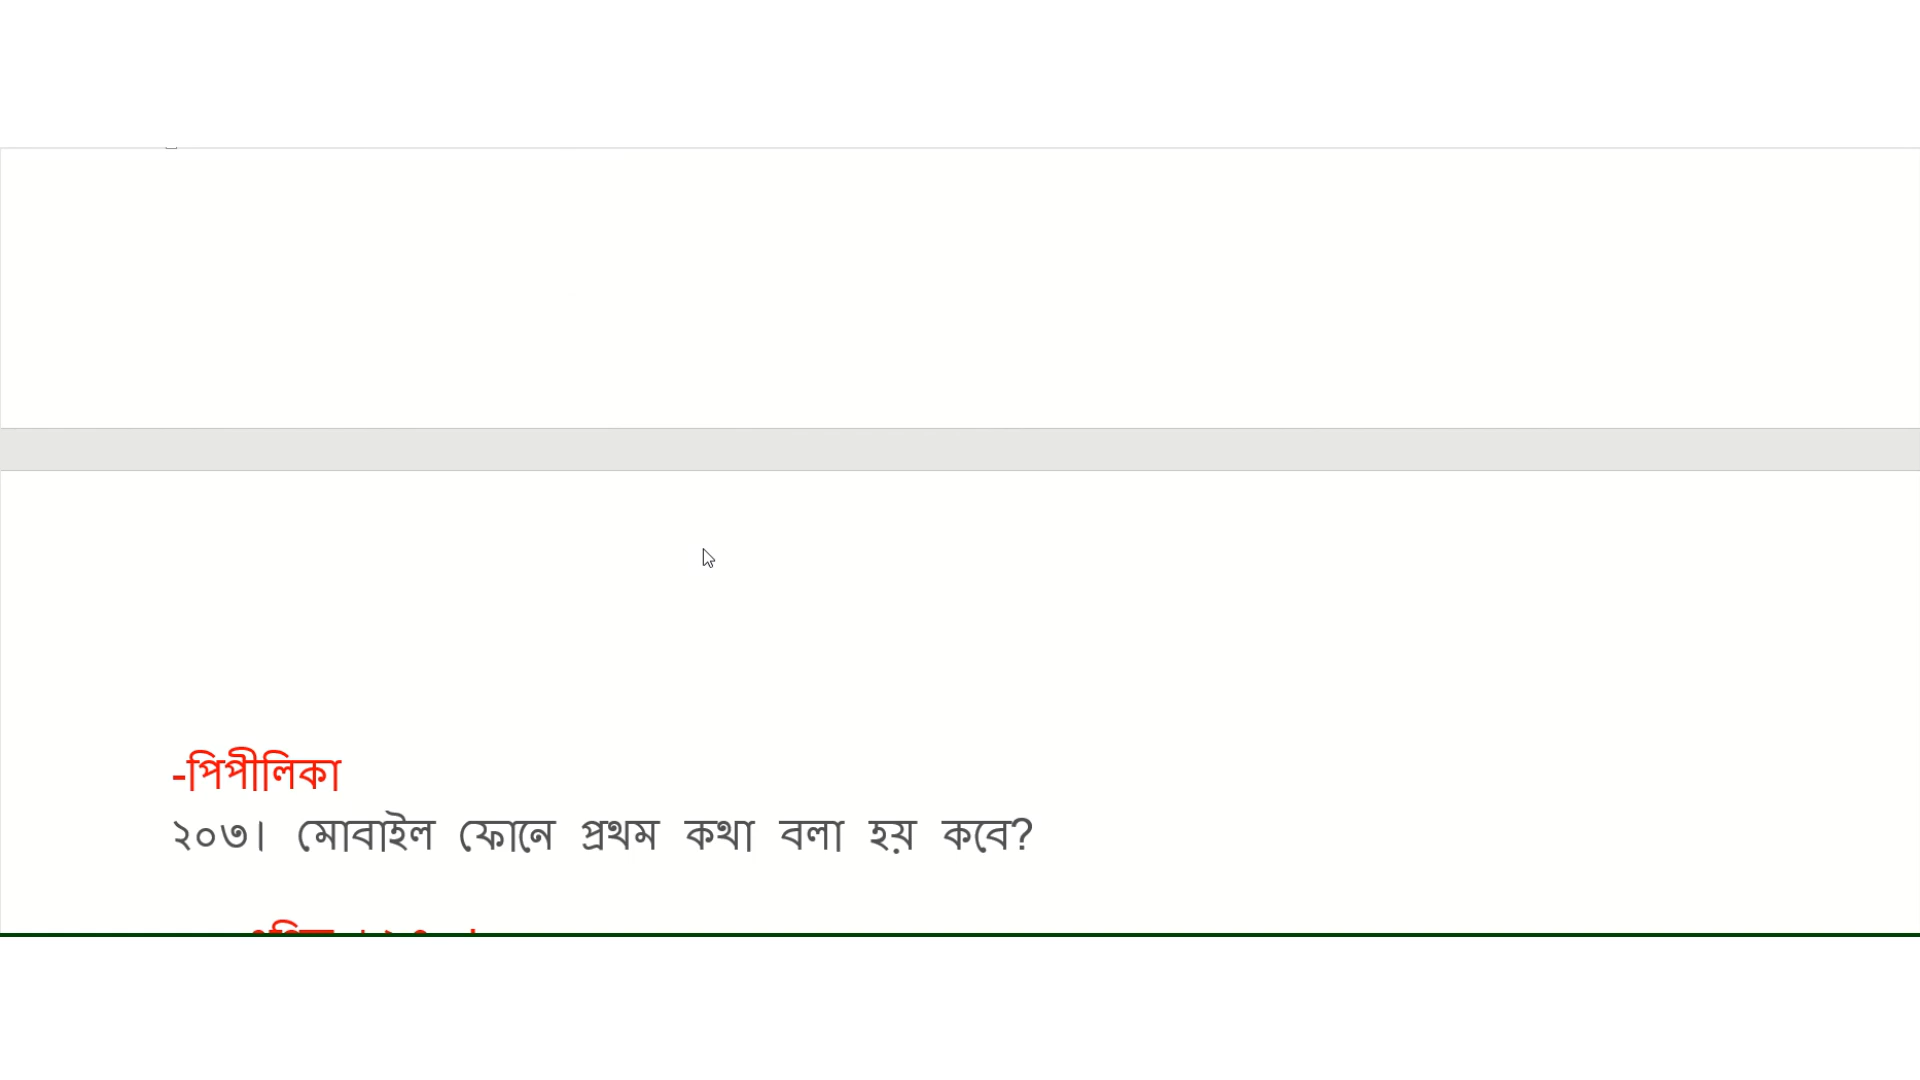 -পিপীলিকা
২০৩। মোবাইল ফোনে প্রথম কথা বলা হয় কবে?